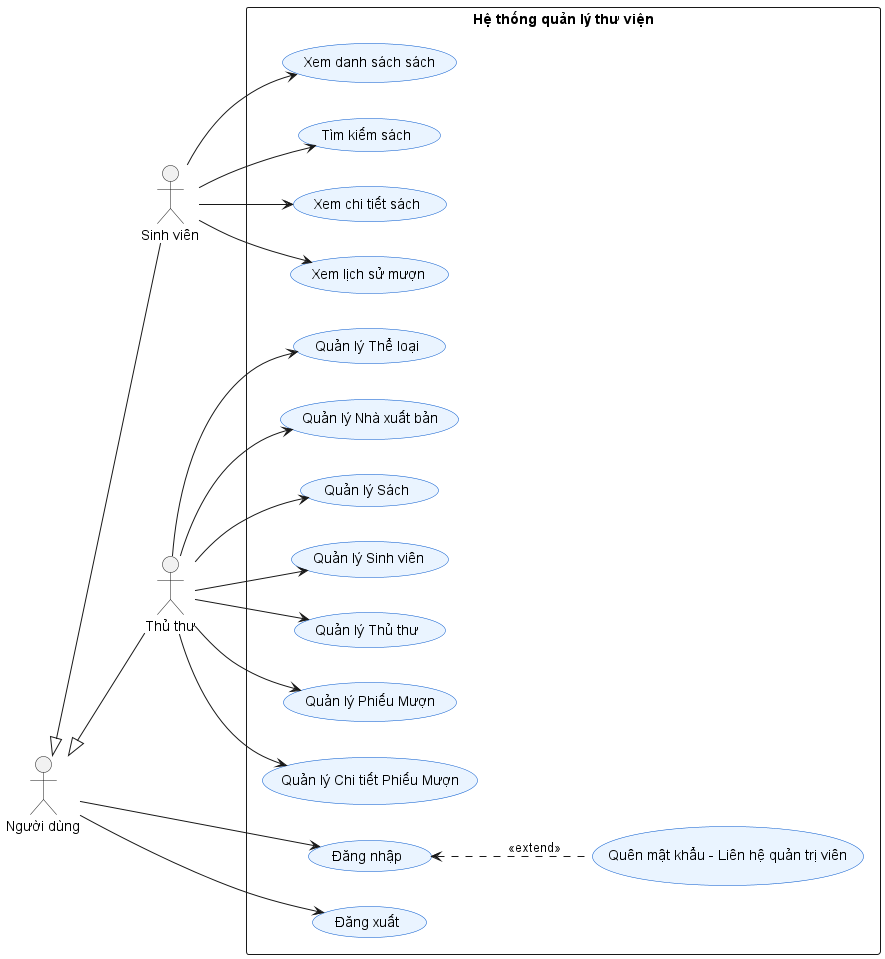 Hệ thống quản lý thư viện
Xem danh sách sách
Tìm kiếm sách
Xem chi tiết sách
Sinh viên
Xem lịch sử mượn
Quản lý Thể loại
Quản lý Nhà xuất bản
Quản lý Sách
Quản lý Sinh viên
Thủ thư
Quản lý Thủ thư
Quản lý Phiếu Mượn
Quản lý Chi tiết Phiếu Mượn
Người dùng
Đăng nhập
«extend»
Quên mật khẩu - Liên hệ quản trị viên
Đăng xuất